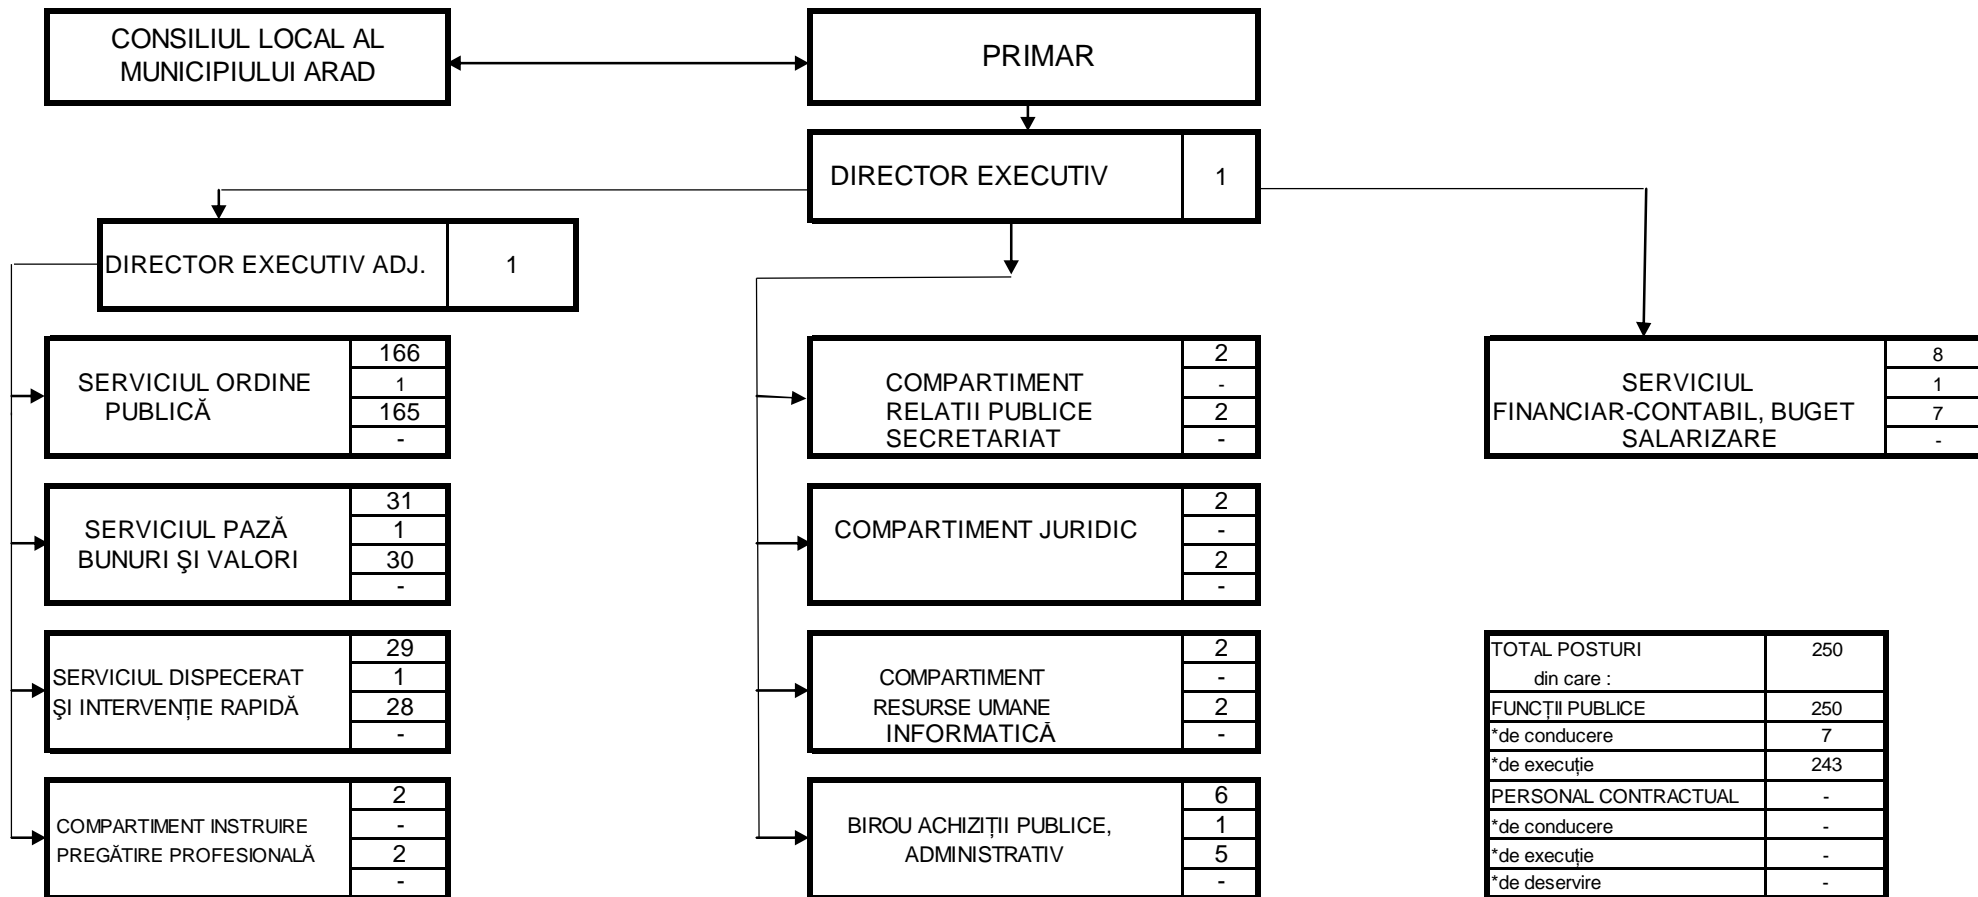 CONSILIUL LOCAL AL
MUNICIPIULUI ARAD
PRIMAR
DIRECTOR EXECUTIV 1
DIRECTOR EXECUTIV ADJ. 1
SERVICIUL ORDINE
PUBLICĂ
166
1
165
-
COMPARTIMENT
RELATII PUBLICE
SECRETARIAT
2
-
2
-
SERVICIUL
FINANCIAR-CONTABIL, BUGET
SALARIZARE
8
1
7
-
SERVICIUL PAZĂ
BUNURI ŞI VALORI
31
1
30
-
COMPARTIMENT JURIDIC
2
-
2
-
SERVICIUL DISPECERAT
ŞI INTERVENȚIE RAPIDĂ
29
1
28
-
COMPARTIMENT
RESURSE UMANE
INFORMATICĂ
2
-
2
-
COMPARTIMENT INSTRUIRE
PREGĂTIRE PROFESIONALĂ
2
-
2
-
BIROU ACHIZIȚII PUBLICE,
ADMINISTRATIV
6
1
5
-
TOTAL POSTURI 250
din care :
FUNCȚII PUBLICE 250
*de conducere 7
*de execuție 243
PERSONAL CONTRACTUAL -
*de conducere -
*de execuție -
*de deservire -